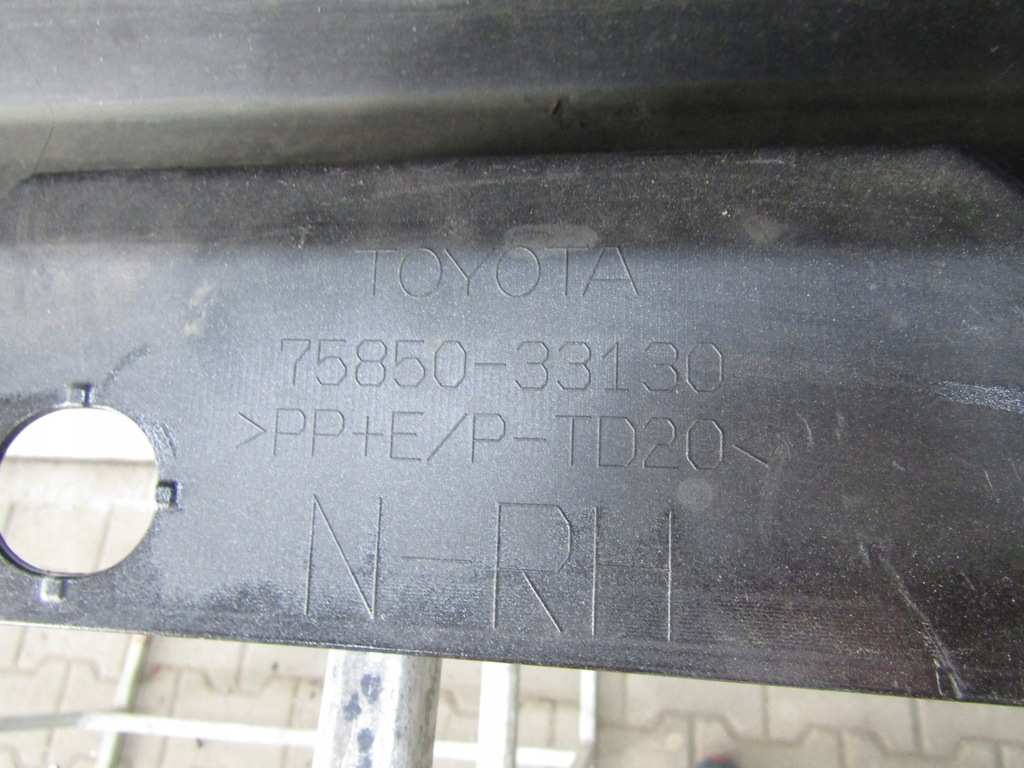 TOYOTA
75850-33130
>PP+E/P-TD20<
N-RH